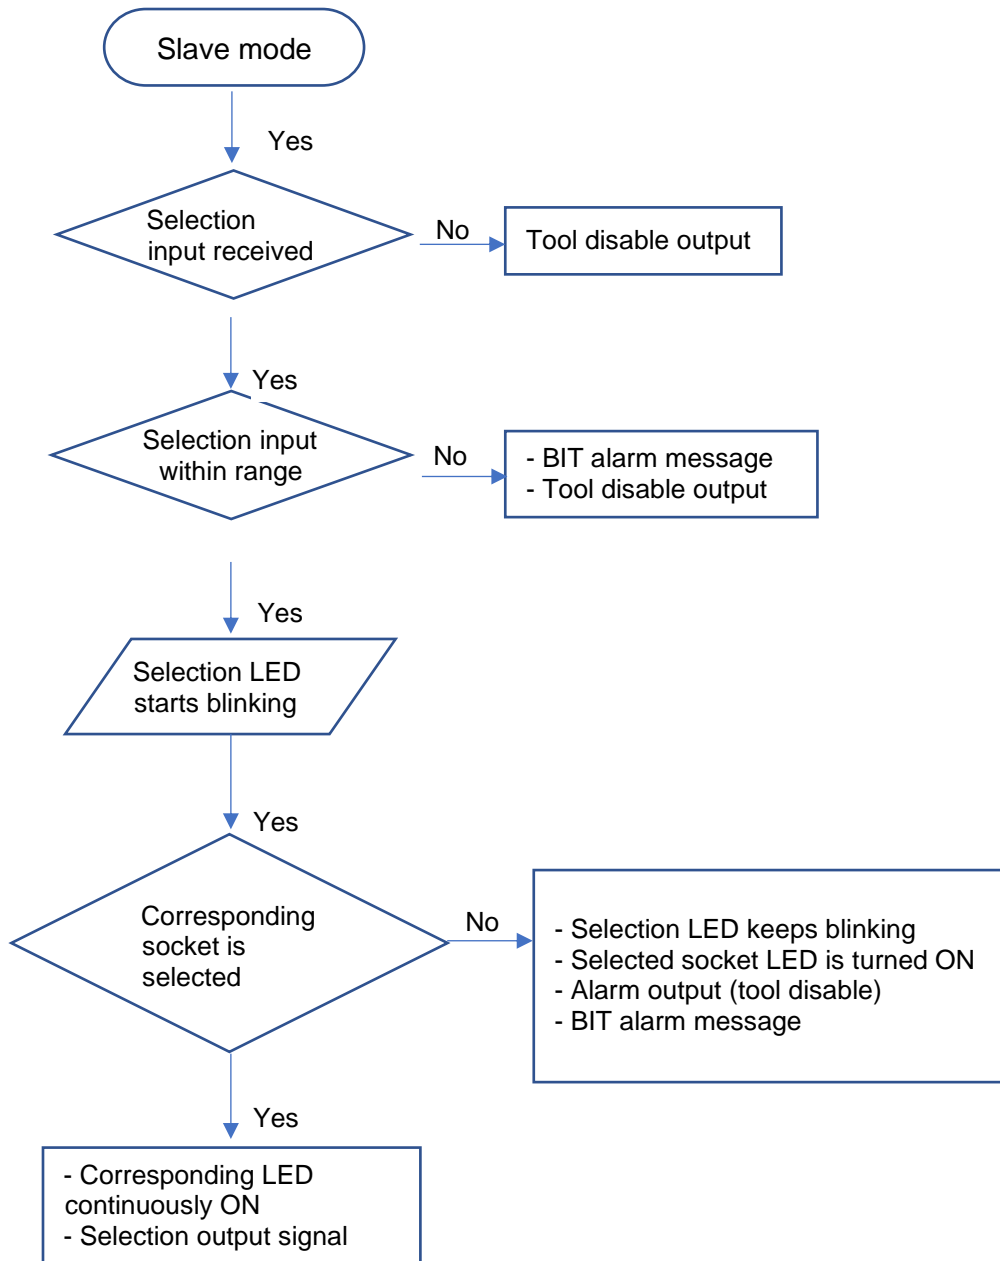 Slave mode
Yes
Selection
input received
No
Tool disable output
Yes
Selection input
within range
No
- BIT alarm message
- Tool disable output
Yes
Selection LED
starts blinking
Yes
Corresponding
socket is
selected
No
- Selection LED keeps blinking
- Selected socket LED is turned ON
- Alarm output (tool disable)
- BIT alarm message
Yes
- Corresponding LED
continuously ON
- Selection output signal